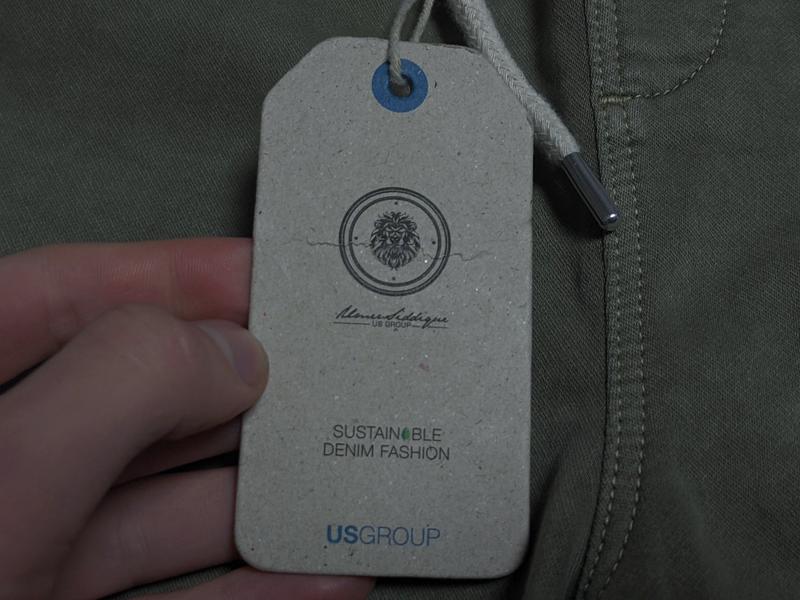 US GROUP
SUSTAINABLE
DENIM FASHION
USGROUP